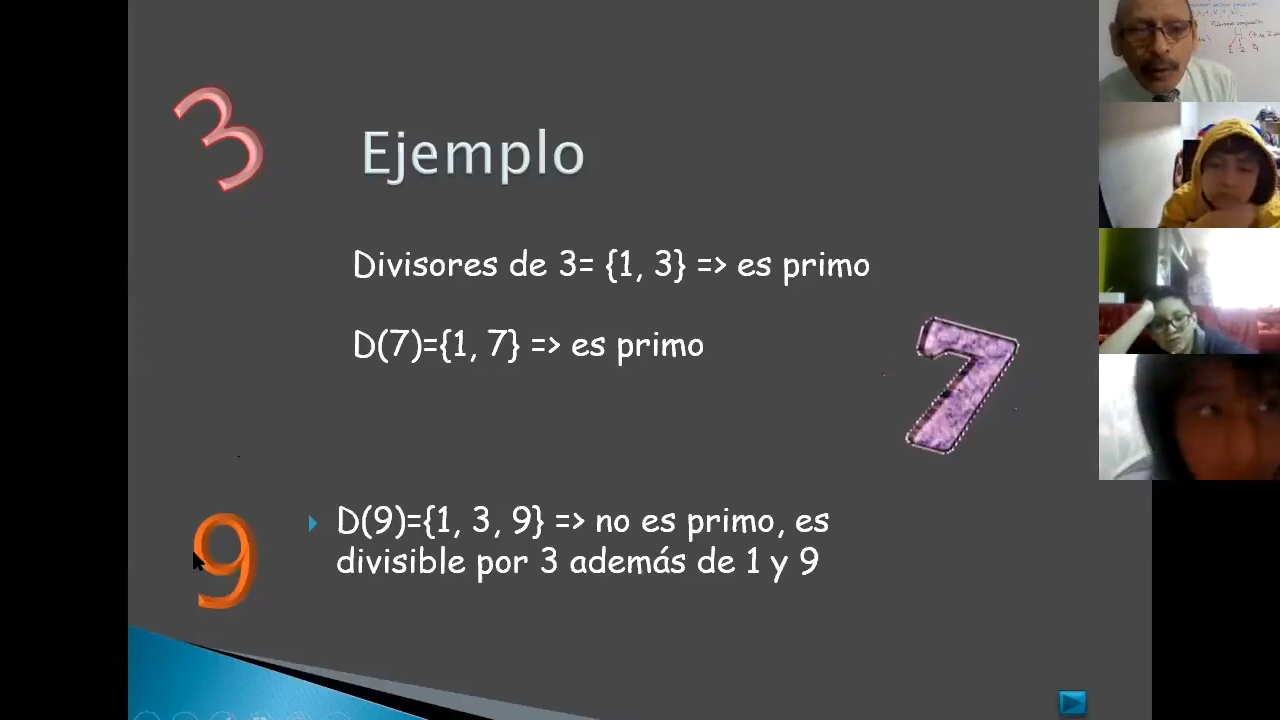 3
Ejemplo
Divisores de 3= {1, 3} => es primo
D(7)={1, 7} => es primo
7
9
D(9)={1, 3, 9} => no es primo, es
divisible por 3 además de 1 y 9